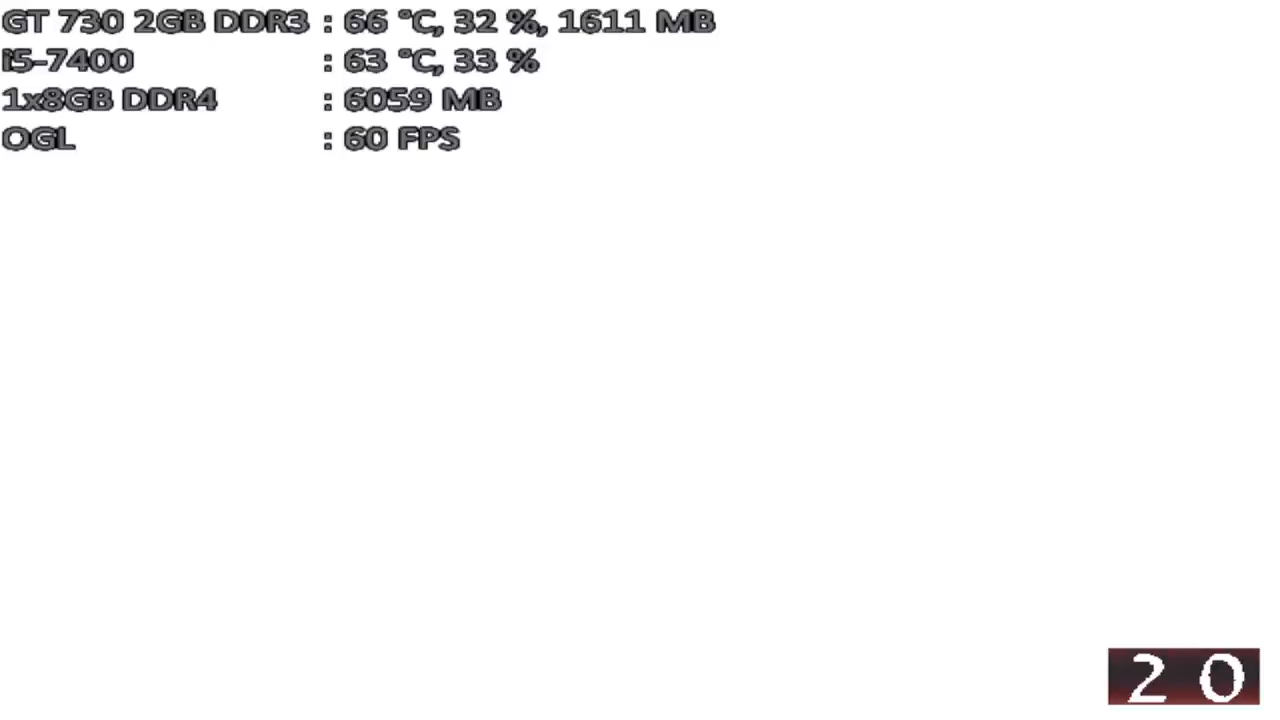 GT 730 2GB DDR3 : 66 °C, 32 %, 1611 MB
i5-7400 : 63 °C, 33 %
1x8GB DDR4 : 6059 MB
OGL : 60 FPS
2 0